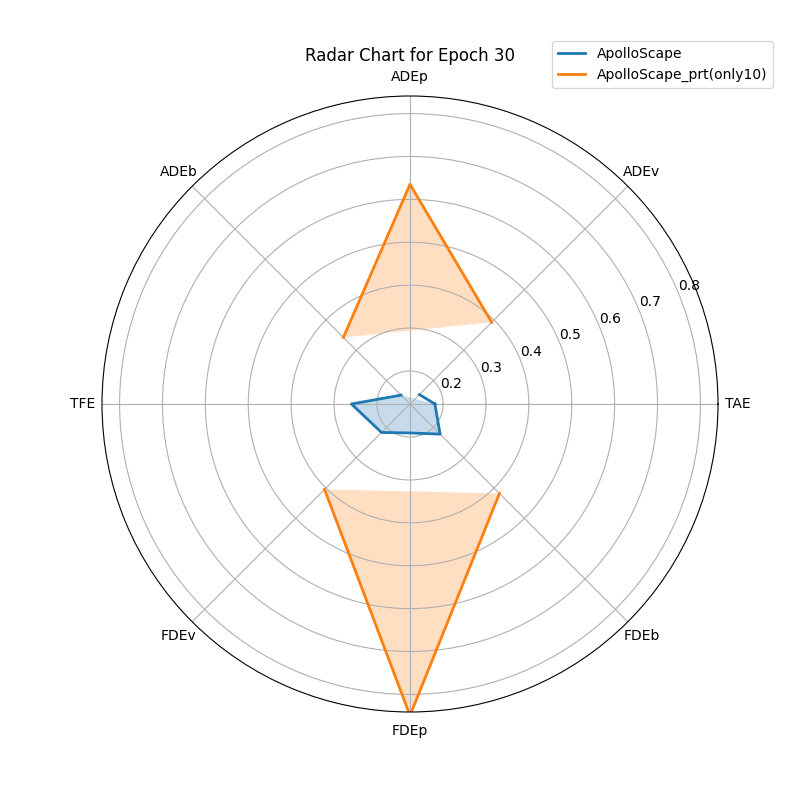 Radar Chart for Epoch 30
ApolloScape
ApolloScape_prt(only10)
ADEp
ADEb
ADEv
0.8
0.7
0.6
0.5
0.4
0.3
0.2
TFE
TAE
FDEv
FDEb
FDEp